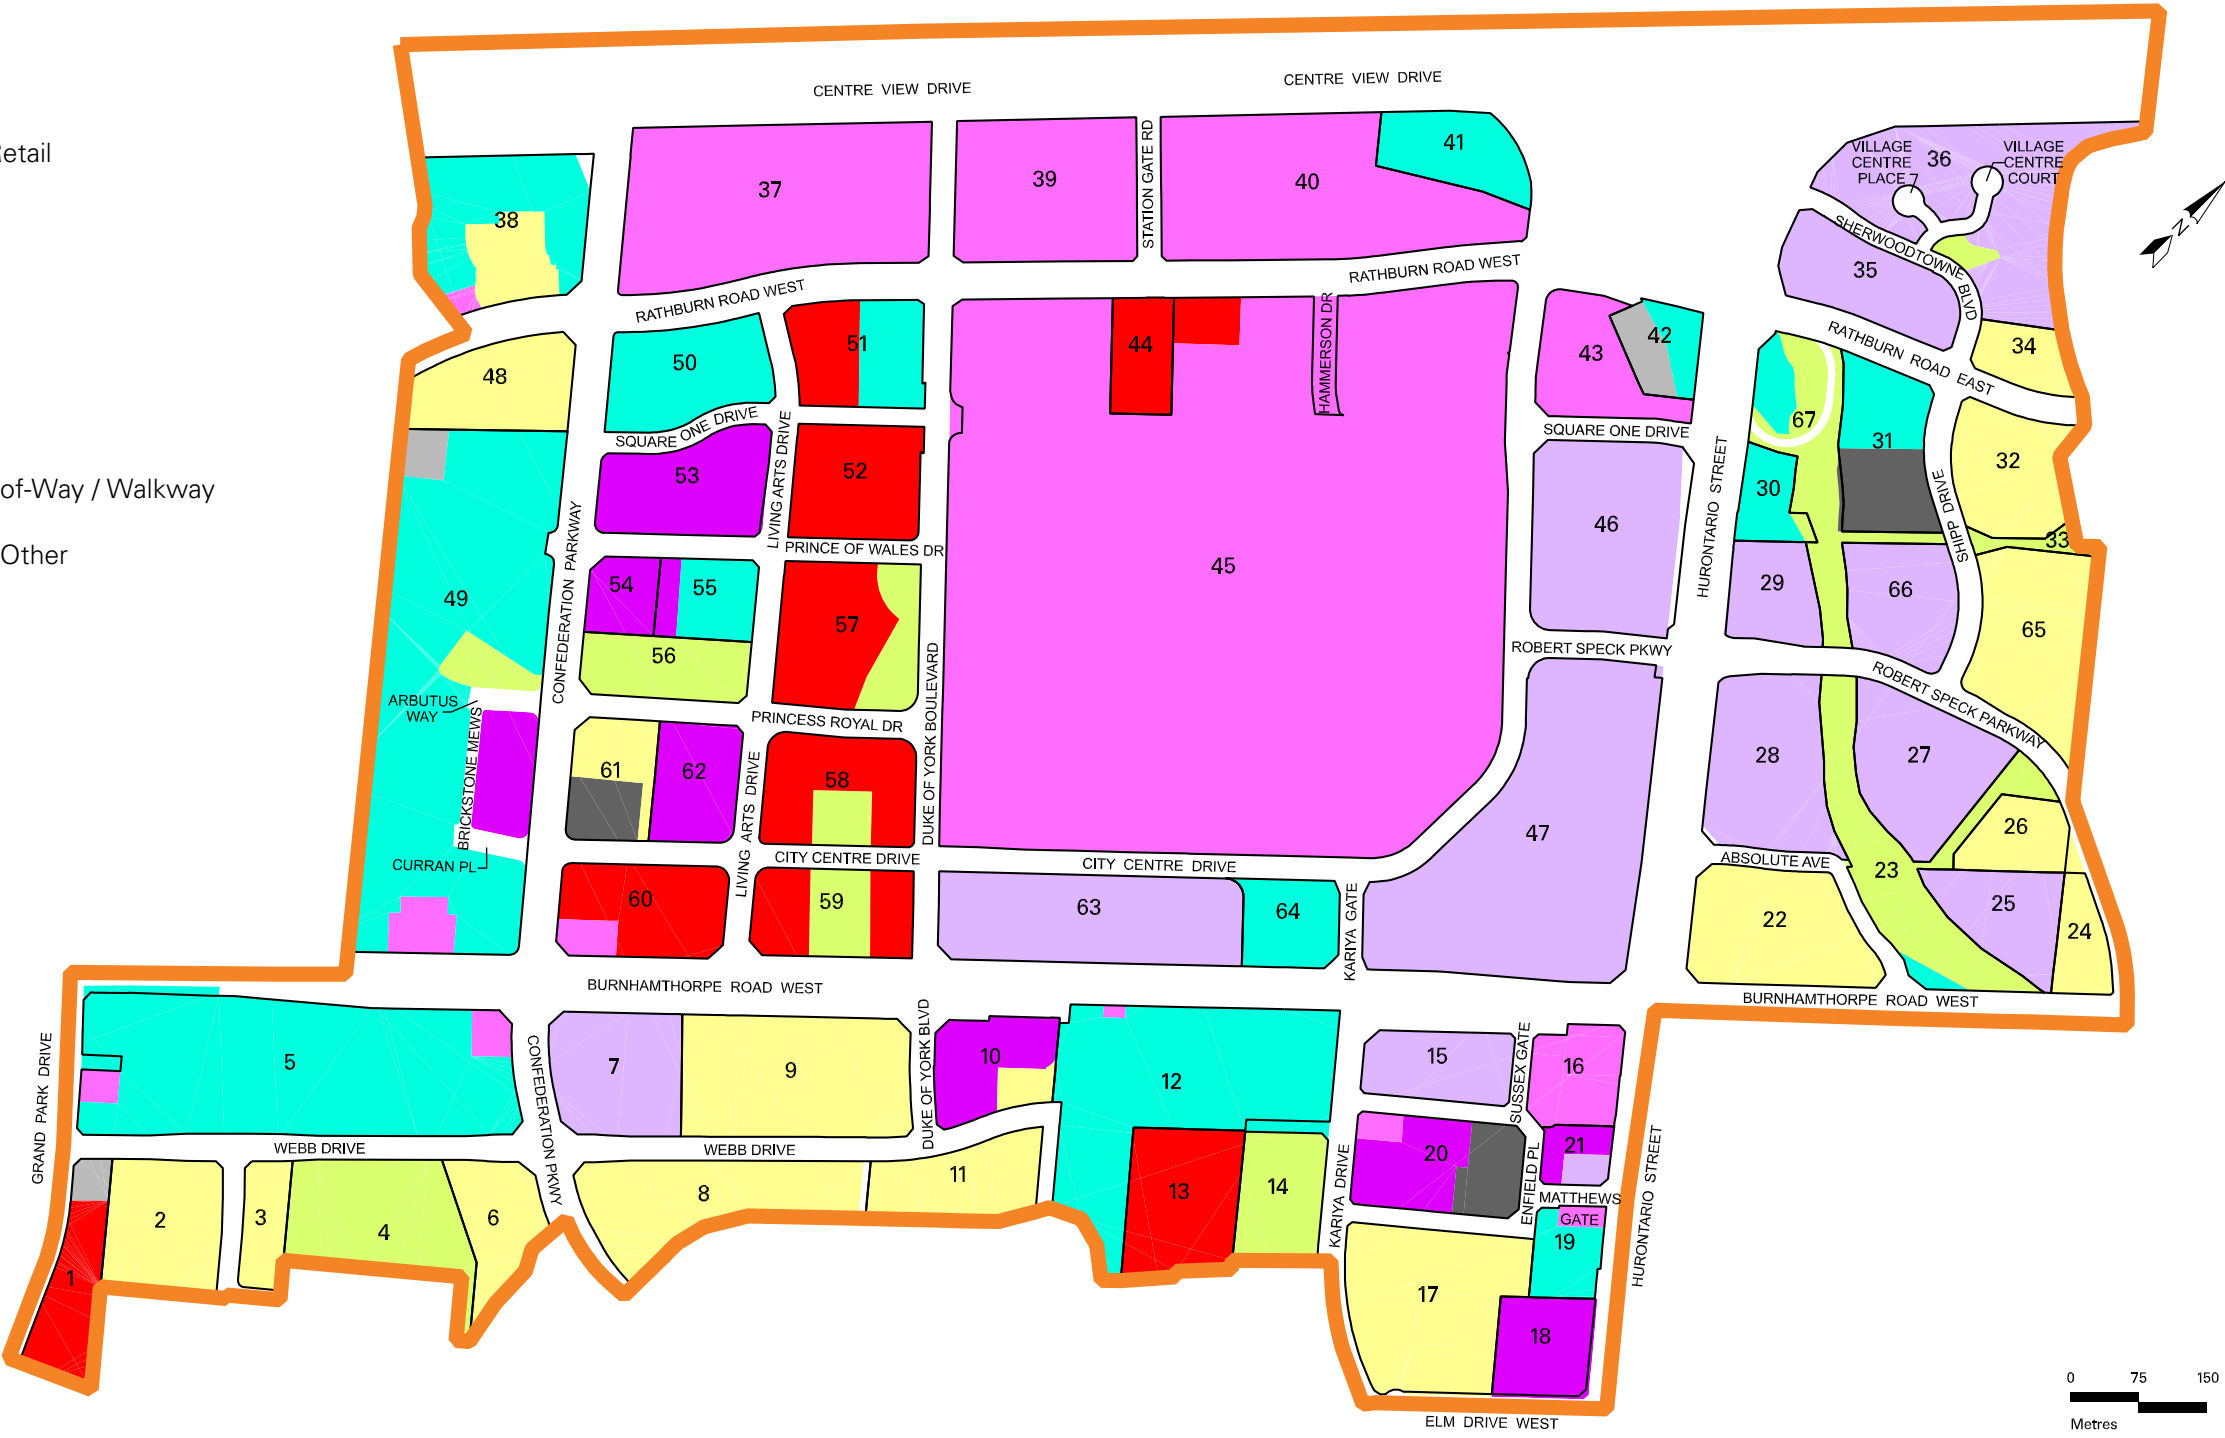 CENTRE VIEW DRIVE
CENTRE VIEW DRIVE
etail
of-Way / Walkway
Other
STATION GATE RD
41
VILLAGE
CENTRE
PLACE
36
VILLAGE
CENTRE
COURT
37
39
40
38
SHERWOODTOWNE BLVD
N
35
RATHBURN ROAD WEST
RATHBURN ROAD WEST
HAMMERSON DR
RATHBURN ROAD EAST
34
48
50
51
44
43
42
SQUARE ONE DRIVE
LIVING ARTS DRIVE
SQUARE ONE DRIVE
67
31
32
53
52
HURONTARIO STREET
30
SHIPP DRIVE
46
CONFEDERATION PARKWAY
PRINCE OF WALES DR
33
45
49
54
55
57
29
66
65
56
DUKE OF YORK BOULEVARD
ROBERT SPECK PKWY
ROBERT SPECK PARKWAY
ARBUTUS
WAY
BRICKSTONE MEWS
PRINCESS ROYAL DR
61
62
58
LIVING ARTS DRIVE
28
27
47
26
CURRAN PL
CITY CENTRE DRIVE
CITY CENTRE DRIVE
ABSOLUTE AVE
23
60
59
63
64
KARIYA GATE
22
25
24
BURNHAMTHORPE ROAD WEST
BURNHAMTHORPE ROAD WEST
GRAND PARK DRIVE
5
CONFEDERATION PKWY
7
9
DUKE OF YORK BLVD
10
12
15
SUSSEX GATE
16
WEBB DRIVE
WEBB DRIVE
20
21
ENFIELD PL
MATTHEWS
GATE
1
2
3
4
6
8
11
13
14
KARIYA DRIVE
19
HURONTARIO STREET
17
18
ELM DRIVE WEST
0 75 150
Metres